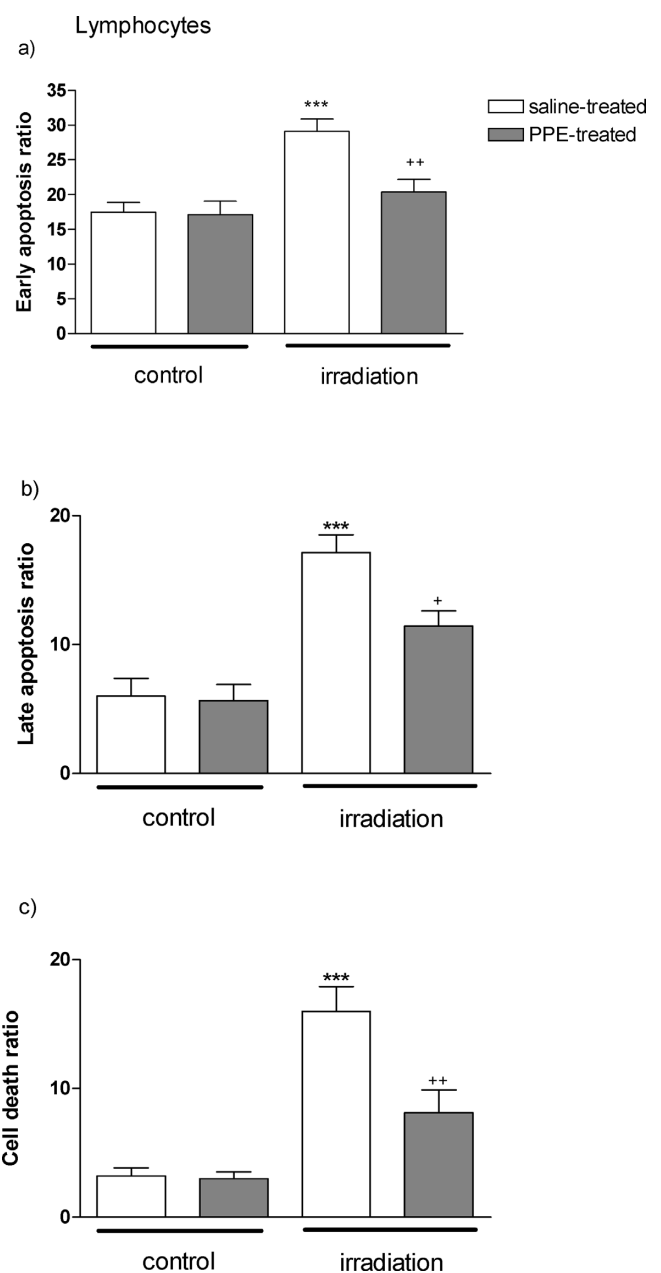 Lymphocytes
a)
Early apoptosis ratio
35
30
25
20
15
10
5
0
***
++
saline-treated
PPE-treated
control
irradiation
b)
Late apoptosis ratio
20
10
0
***
+
control
irradiation
c)
Cell death ratio
20
10
0
***
++
control
irradiation